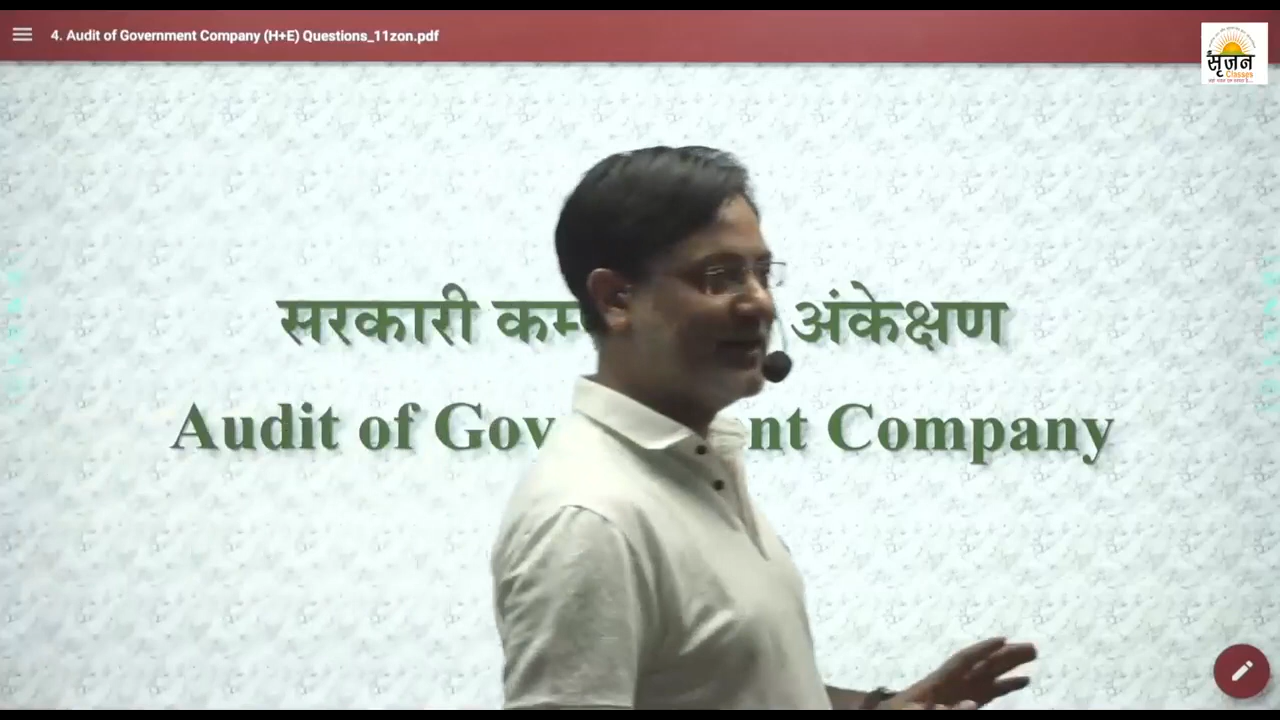 4. Audit of Government Company (H+E) Questions_11zon.pdf
सृजन
Classes
सरकारी अंकेक्षण
Audit of Company